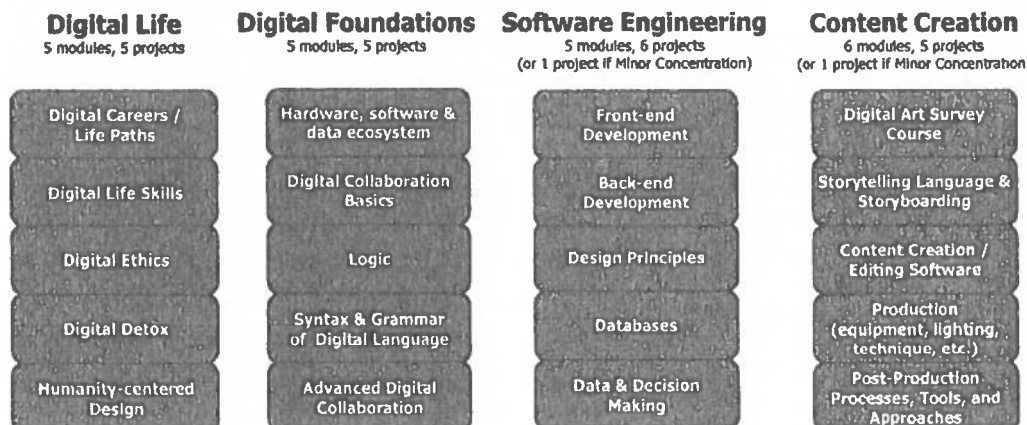 Digital Life
5 modules, 5 projects
Digital Careers /
Life Paths
Digital Life Skills
Digital Ethics
Digital Detox
Humanity-centered
Design
Digital Foundations
5 modules, 5 projects
Hardware, software &
data ecosystem
Digital Collaboration
Basics
Logic
Syntax & Grammar
of Digital Language
Advanced Digital
Collaboration
Software Engineering
5 modules, 6 projects
(or 1 project if Minor Concentration)
Front-end
Development
Back-end
Development
Design Principles
Databases
Data & Decision
Making
Content Creation
6 modules, 5 projects
(or 1 project if Minor Concentration
Digital Art Survey
Course
Storytelling Language &
Storyboarding
Content Creation /
Editing Software
Production
(equipment, lighting,
technique, etc.)
Post-Production
Processes, Tools, and
Approaches